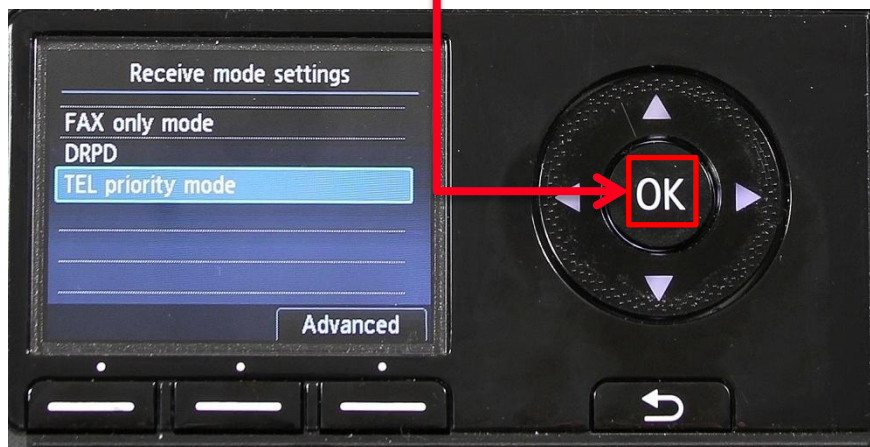 Receive mode settings
FAX only mode
DRPD
TEL priority mode
Advanced
OK